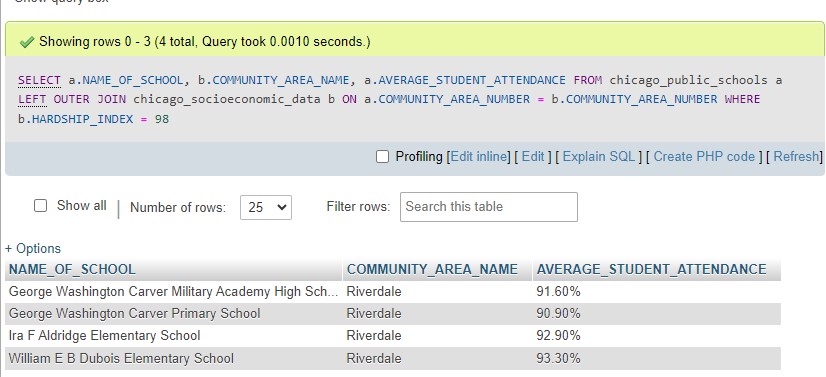 Show query box
Showing rows 0 - 3 (4 total, Query took 0.0010 seconds.)
SELECT a.NAME_OF_SCHOOL, b.COMMUNITY_AREA_NAME, a.AVERAGE_STUDENT_ATTENDANCE FROM chicago_public_schools a
LEFT OUTER JOIN chicago_socioeconomic_data b ON a.COMMUNITY_AREA_NUMBER = b.COMMUNITY_AREA_NUMBER WHERE
b.HARDSHIP_INDEX = 98
Profiling [Edit inline] [ Edit ] [ Explain SQL ] [ Create PHP code ] [ Refresh]
Show all | Number of rows: 25 Filter rows: Search this table
+ Options
NAME_OF_SCHOOL COMMUNITY_AREA_NAME AVERAGE_STUDENT_ATTENDANCE
George Washington Carver Military Academy High Sch... Riverdale 91.60%
George Washington Carver Primary School Riverdale 90.90%
Ira F Aldridge Elementary School Riverdale 92.90%
William E B Dubois Elementary School Riverdale 93.30%